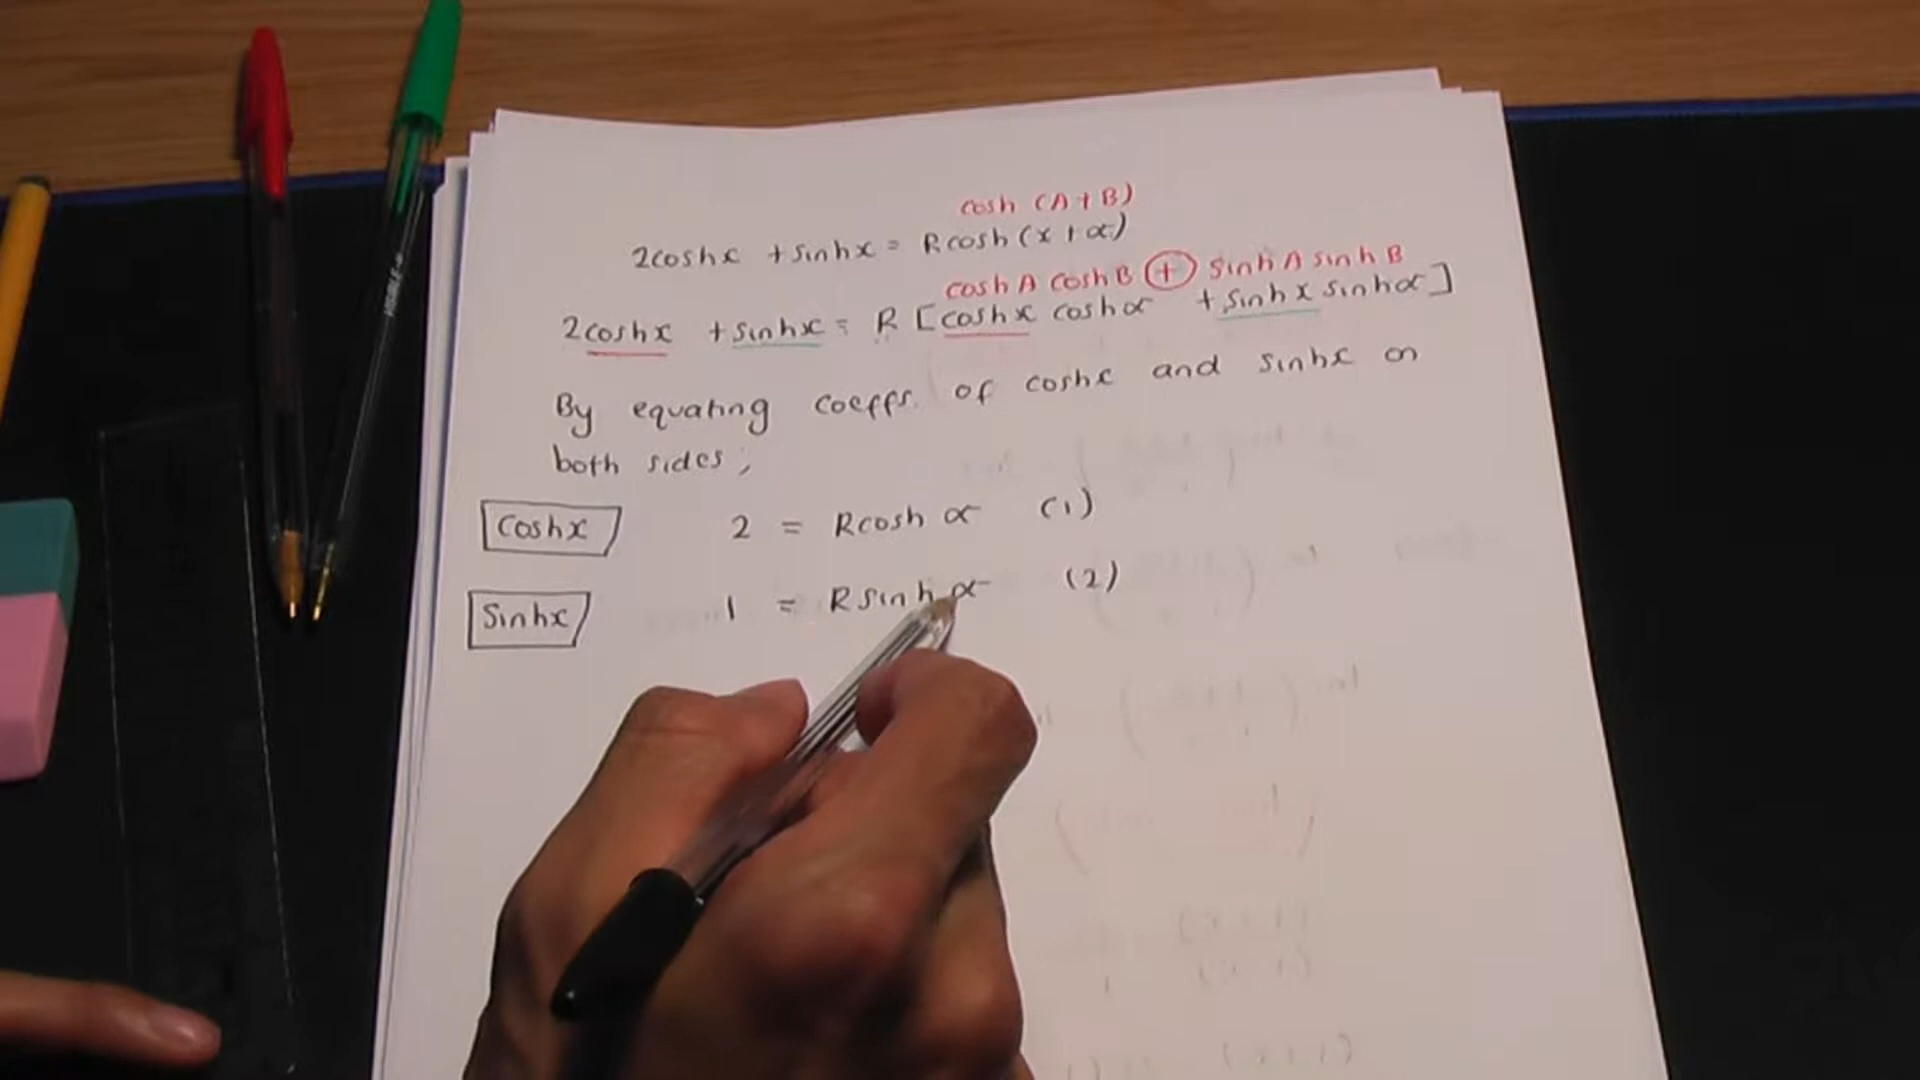 cosh (A + B)
2coshx + sinhx = Rcosh(x + α)
cosh A cosh B + sinh A sinh B
2coshx + sinhx = R [coshx coshα + sinhx sinhα]
By equating coeffs. of coshx and sinhx on
both sides;
Coshx 2 = Rcosh α (1)
Sinhx 1 = Rsinh α (2)